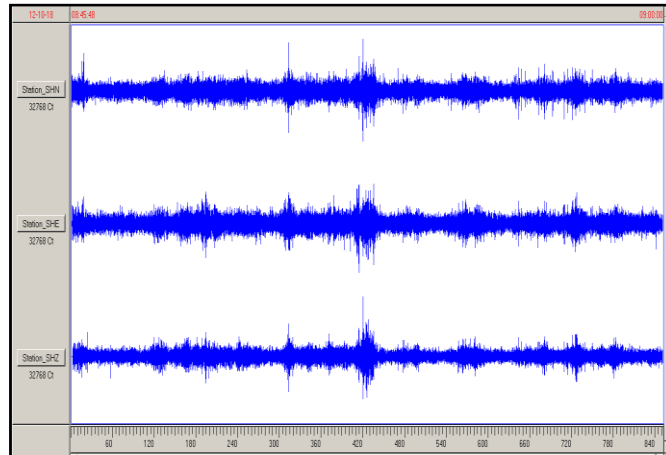 12-10-18 08:45:48 09:00:00
Station_SHN
32768 Ct
Station_SHE
32768 Ct
Station_SHZ
32768 Ct
60 120 180 240 300 360 420 480 540 600 660 720 780 840